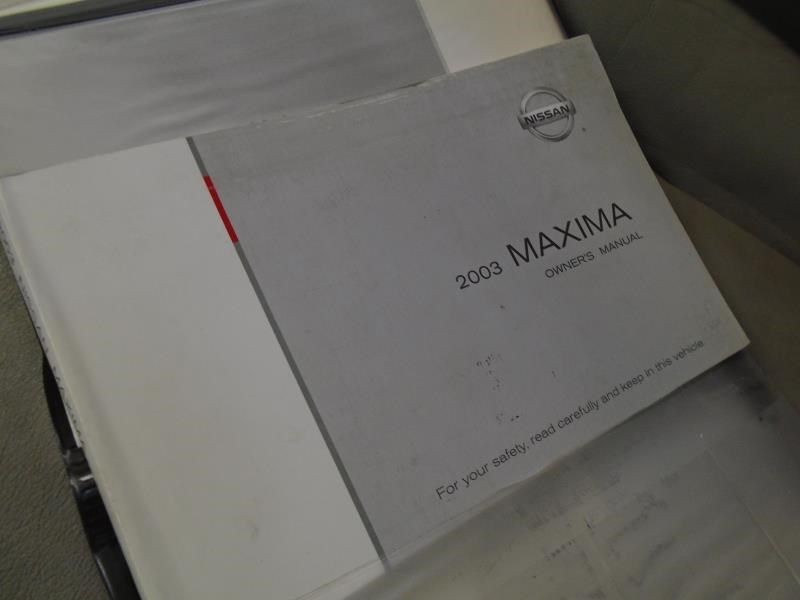 NISSAN
2003 MAXIMA
OWNER'S MANUAL
For your safety, read carefully and keep in this vehicle.